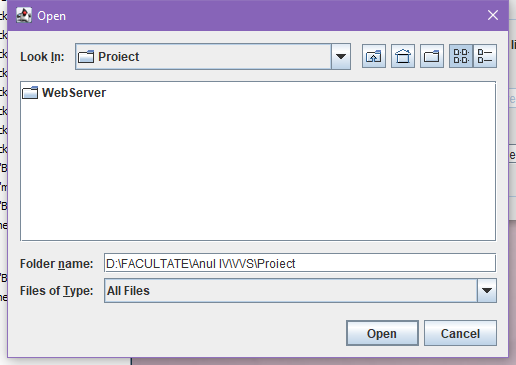 Open
Look In: Proiect
WebServer
Folder name: D:\FACULTATE\Anul IV\VVS\Proiect
Files of Type: All Files
Open Cancel